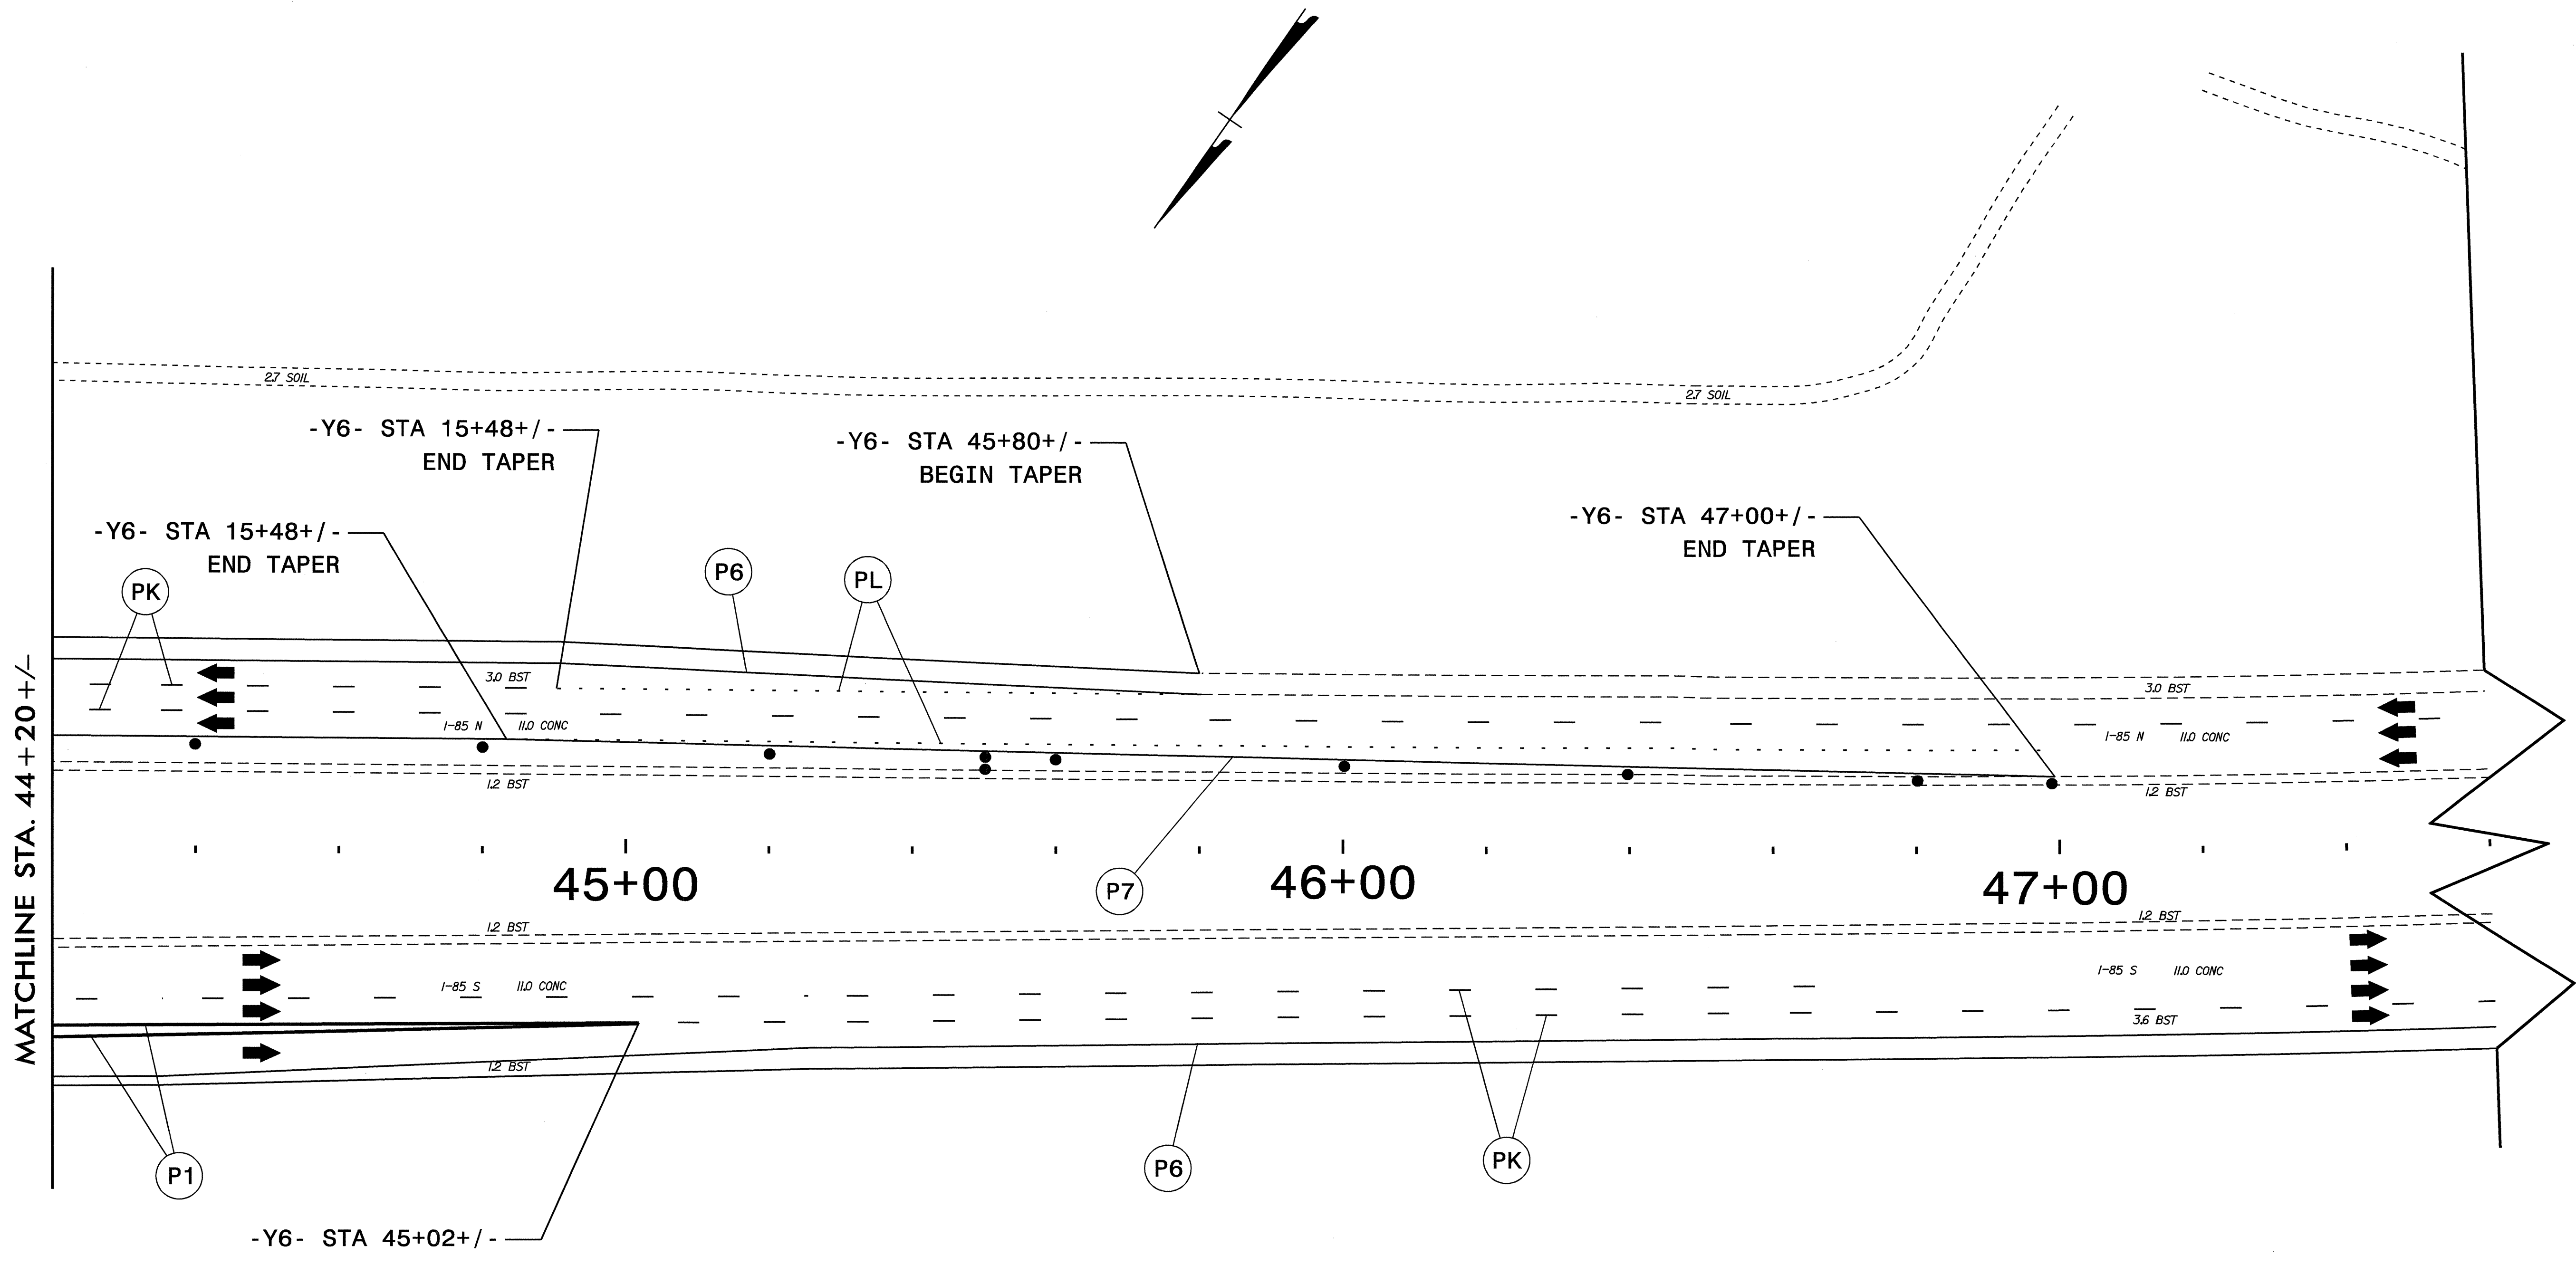 2.7 SOIL
2.7 SOIL
-Y6- STA 15+48+/-
END TAPER
-Y6- STA 45+80+/-
BEGIN TAPER
-Y6- STA 15+48+/-
END TAPER
-Y6- STA 47+00+/-
END TAPER
PK
P6
PL
3.0 BST
3.0 BST
I-85 N 11.0 CONC
I-85 N 11.0 CONC
1.2 BST
1.2 BST
MATCHLINE STA. 44+20+/-
45+00
46+00
47+00
P7
1.2 BST
1.2 BST
I-85 S 11.0 CONC
I-85 S 11.0 CONC
3.6 BST
1.2 BST
P1
P6
PK
-Y6- STA 45+02+/-